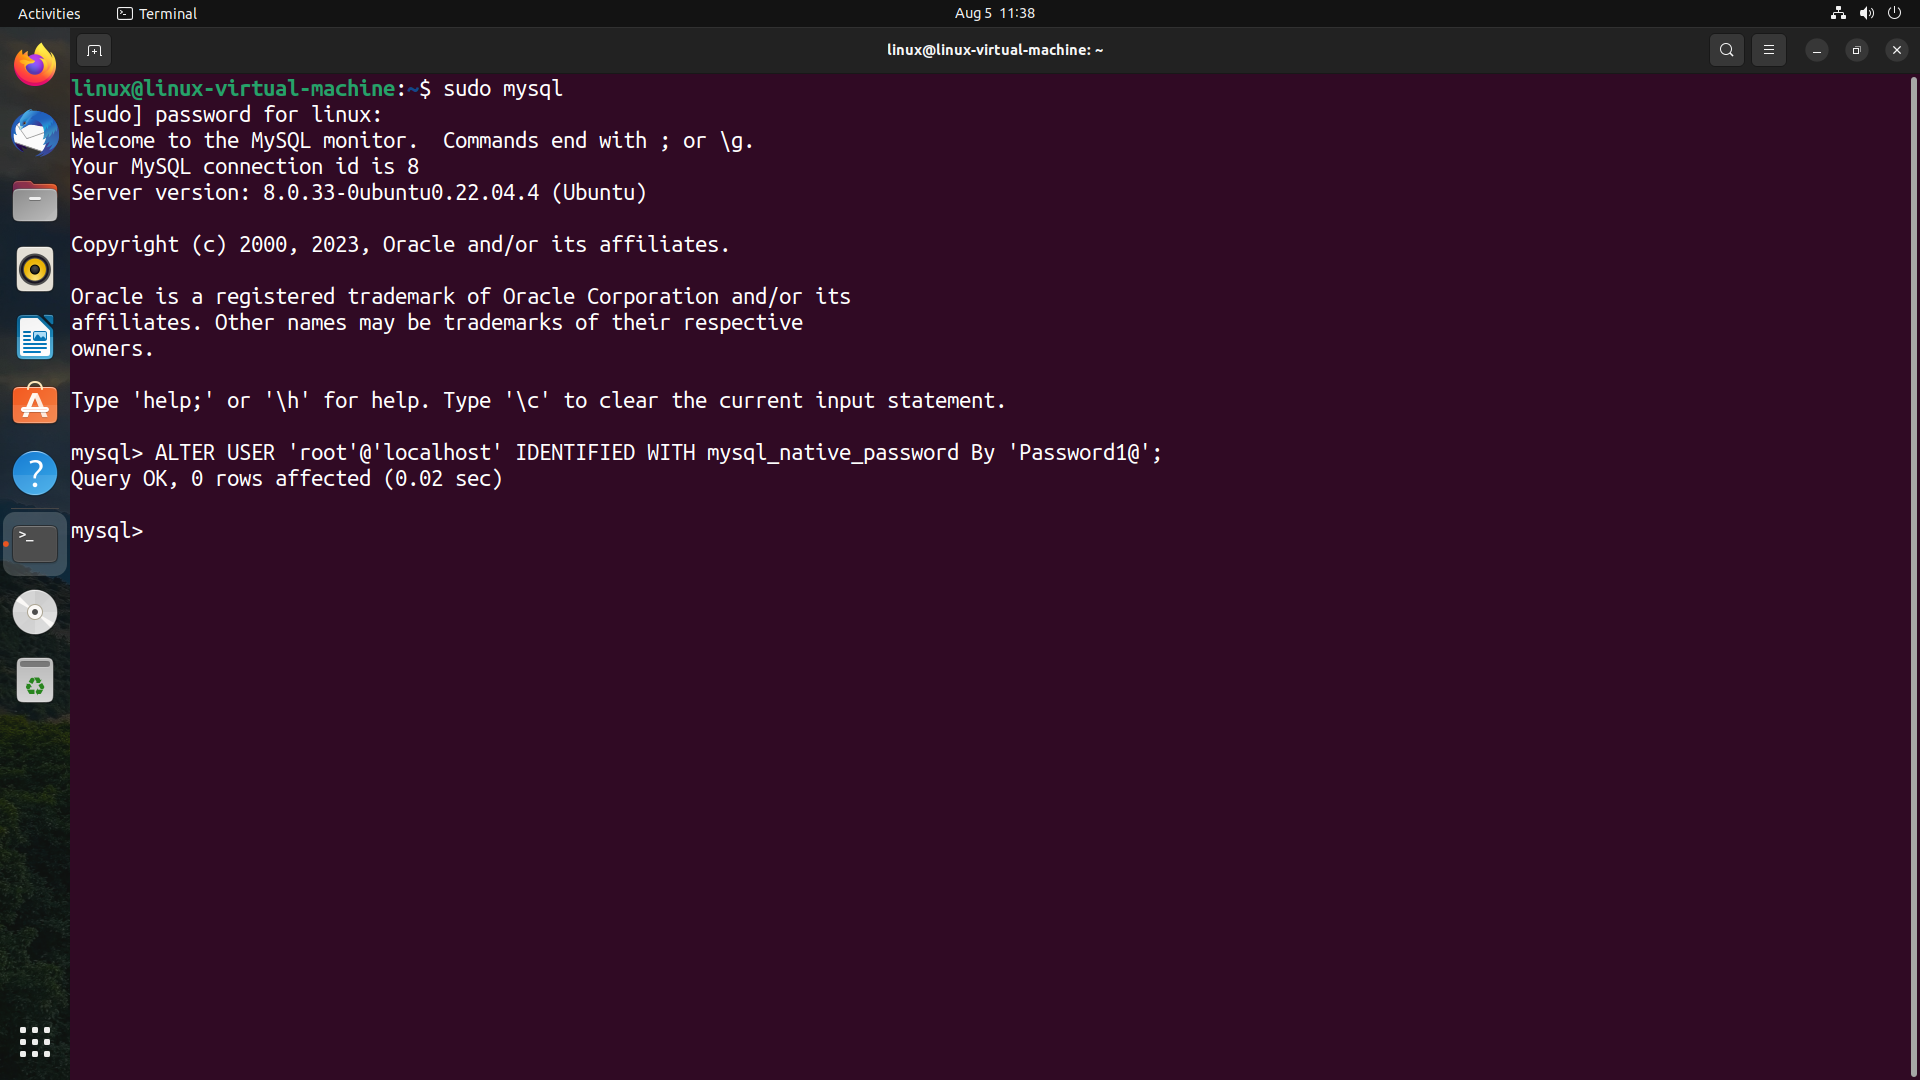 Activities
Terminal
Aug 5 11:38
linux@linux-virtual-machine: ~
linux@linux-virtual-machine:~$ sudo mysql
[sudo] password for linux:
Welcome to the MySQL monitor.  Commands end with ; or \g.
Your MySQL connection id is 8
Server version: 8.0.33-0ubuntu0.22.04.4 (Ubuntu)
Copyright (c) 2000, 2023, Oracle and/or its affiliates.
Oracle is a registered trademark of Oracle Corporation and/or its
affiliates. Other names may be trademarks of their respective
owners.
Type 'help;' or '\h' for help. Type '\c' to clear the current input statement.
mysql> ALTER USER 'root'@'localhost' IDENTIFIED WITH mysql_native_password By 'Password1@';
Query OK, 0 rows affected (0.02 sec)
mysql>